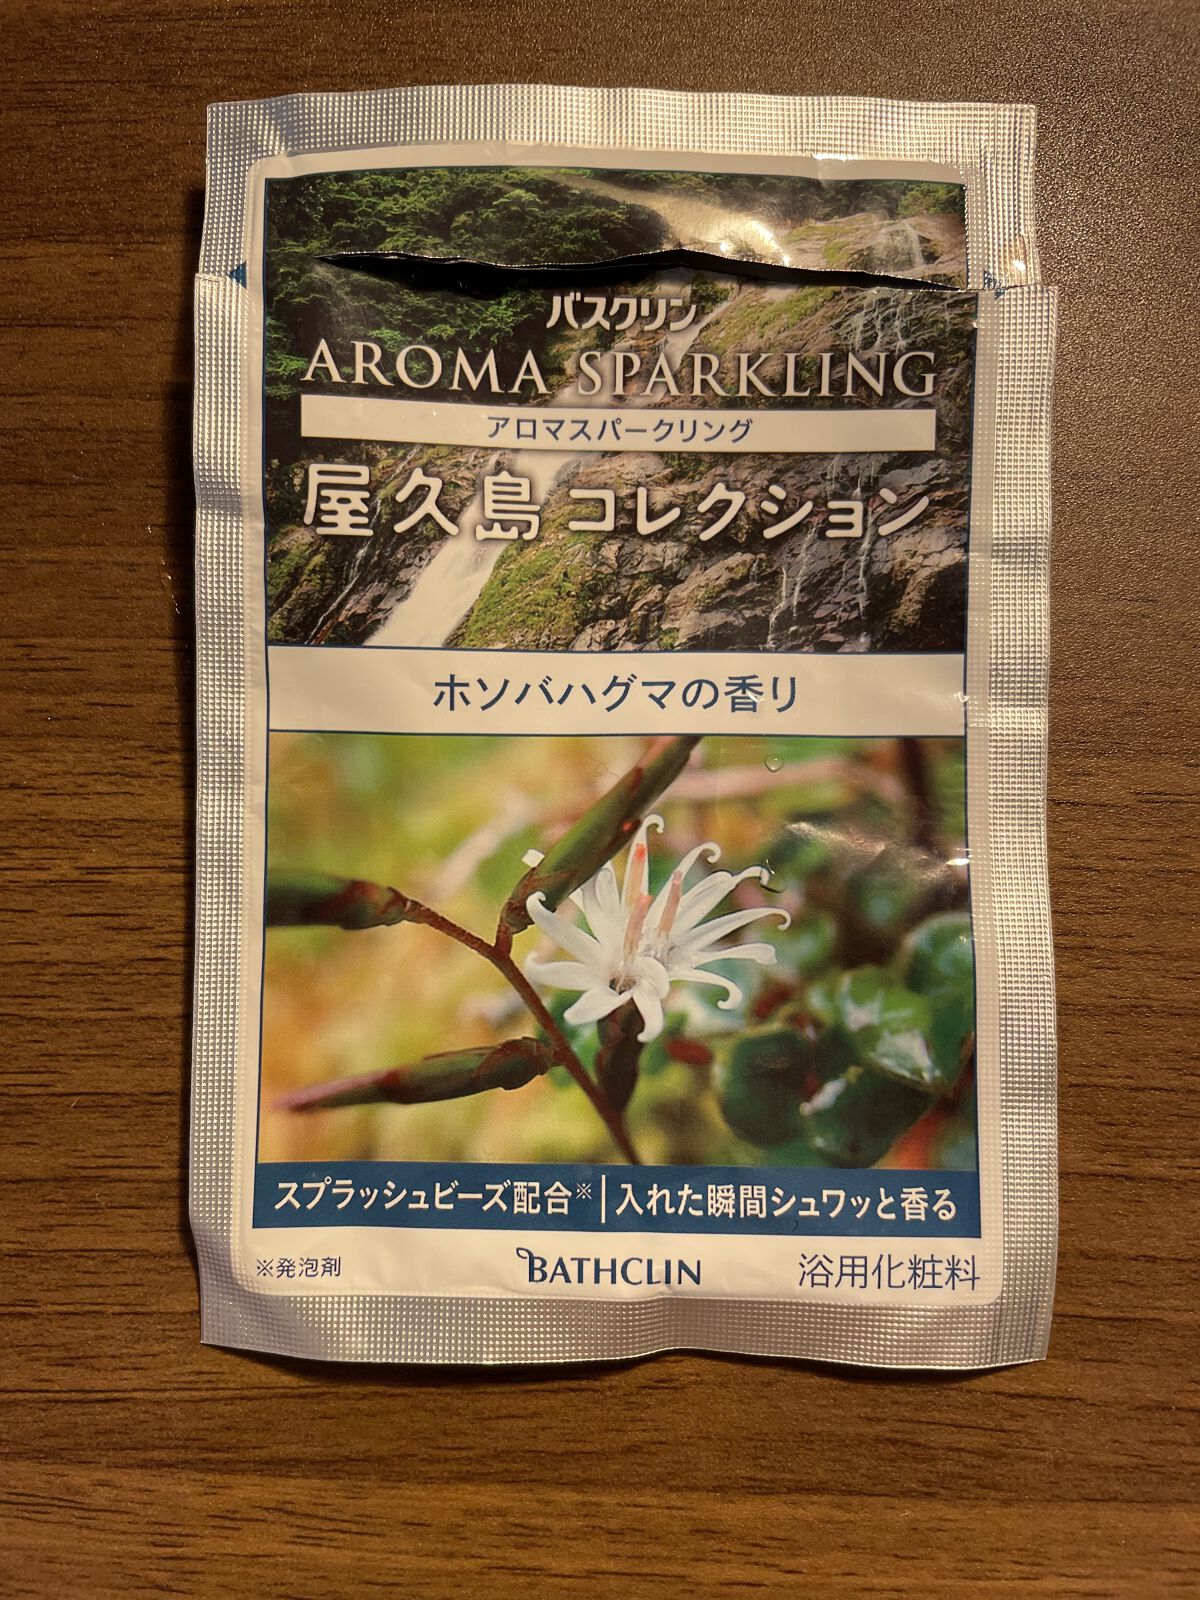 バスクリン
AROMA SPARKLING
アロマスパークリング
屋久島 コレクション
ホソバハグマの香り
スプラッシュビーズ配合※ | 入れた瞬間シュワッと香る
※発泡剤 BATHCLIN 浴用化粧料